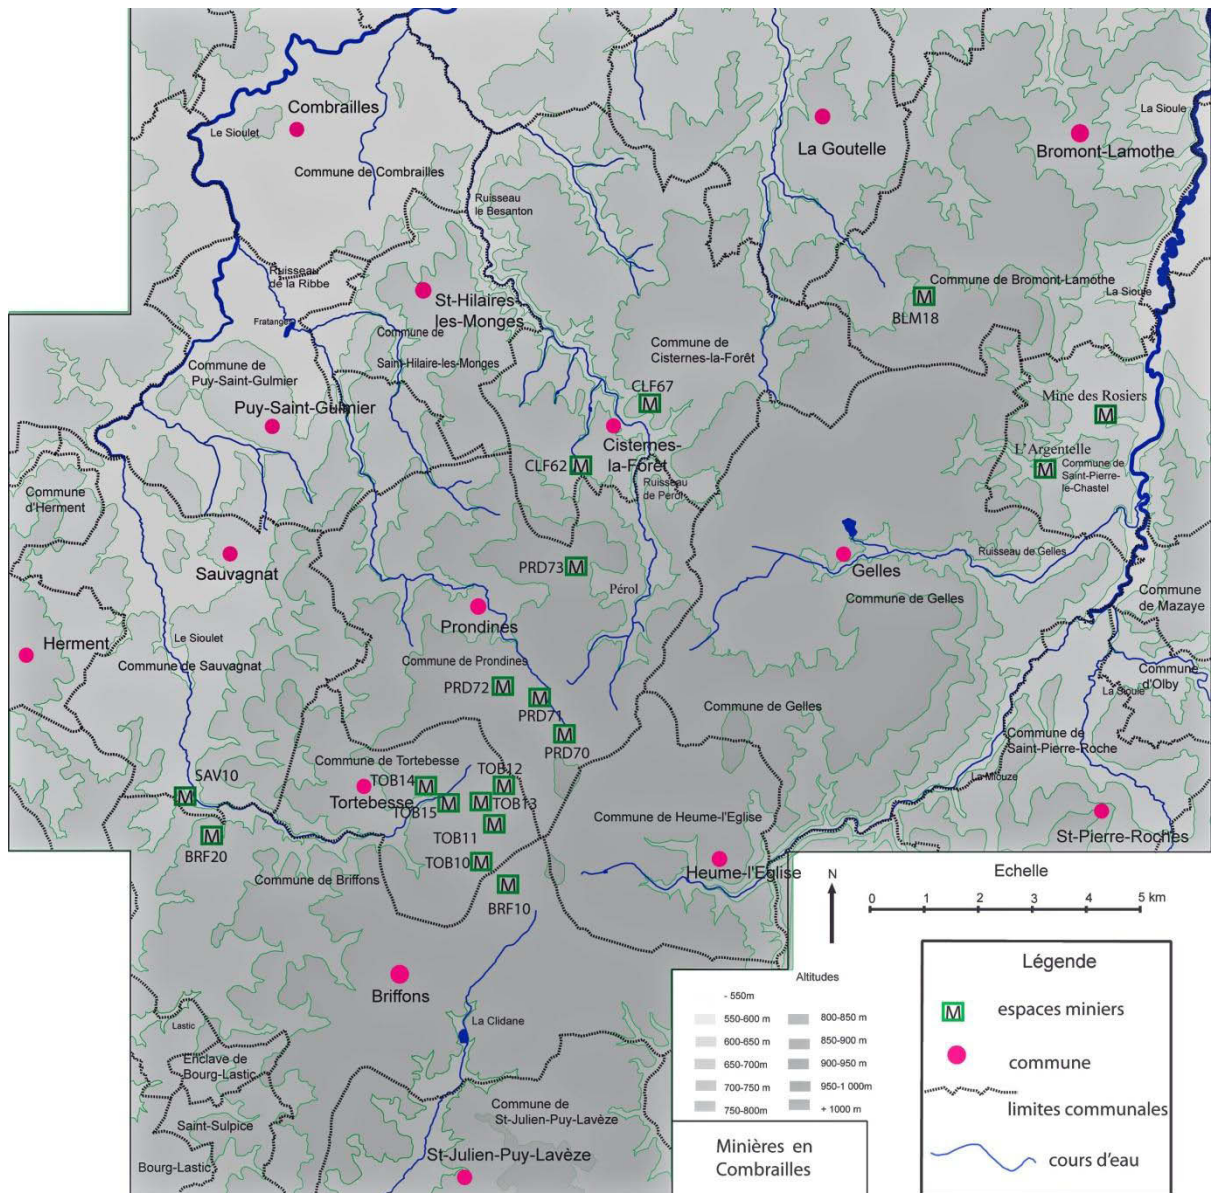 Combrailles
Le Sioulet
Commune de Combrailles
La Goutelle
La Sioule
Bromont-Lamothe
Ruisseau
le Besanton
Ruisseau
de la Ribbe
St-Hilaires-
les-Monges
Commune de
Saint-Hilaire-les-Monges
Commune de Bromont-Lamothe
BLM18
La Sioule
Commune de
Puy-Saint-Gulmier
Puy-Saint-Gulmier
Commune de
Cisternes-la-Forêt
CLF67
Cisternes-
la-Forêt
CLF62
Ruisseau
de Perol
Mine des Rosiers
L'Argentelle
Commune de
Saint-Pierre-
le-Chastel
Commune
d'Herment
Sauvagnat
PRD73
Pérol
Gelles
Ruisseau de Gelles
Commune de Gelles
Commune
de Mazaye
Prondines
Herment
Le Sioulet
Commune de Sauvagnat
Commune de Prondines
PRD72
PRD71
PRD70
Commune
d'Olby
La Sioule
Commune de Gelles
Commune de
Saint-Pierre-Roche
La Miouze
SAV10
Commune de Tortebesse
TOB14
TOB12
Tortebesse
TOB15
TOB13
TOB11
TOB10
BRF20
Commune de Briffons
BRF10
Commune de Heume-l'Eglise
Heume-l'Eglise
St-Pierre-Roches
Echelle
N
0 1 2 3 4 5 km
Briffons
La Clidane
Lastic
Enclave de
Bourg-Lastic
Saint-Sulpice
Bourg-Lastic
Commune de
St-Julien-Puy-Lavèze
St-Julien-Puy-Lavèze
Altitudes
- 550m
550-600 m
600-650 m
650-700m
700-750 m
750-800m
800-850 m
850-900 m
900-950 m
950-1 000m
+ 1000 m
Minières en
Combrailles
Légende
M espaces miniers
commune
limites communales
cours d'eau